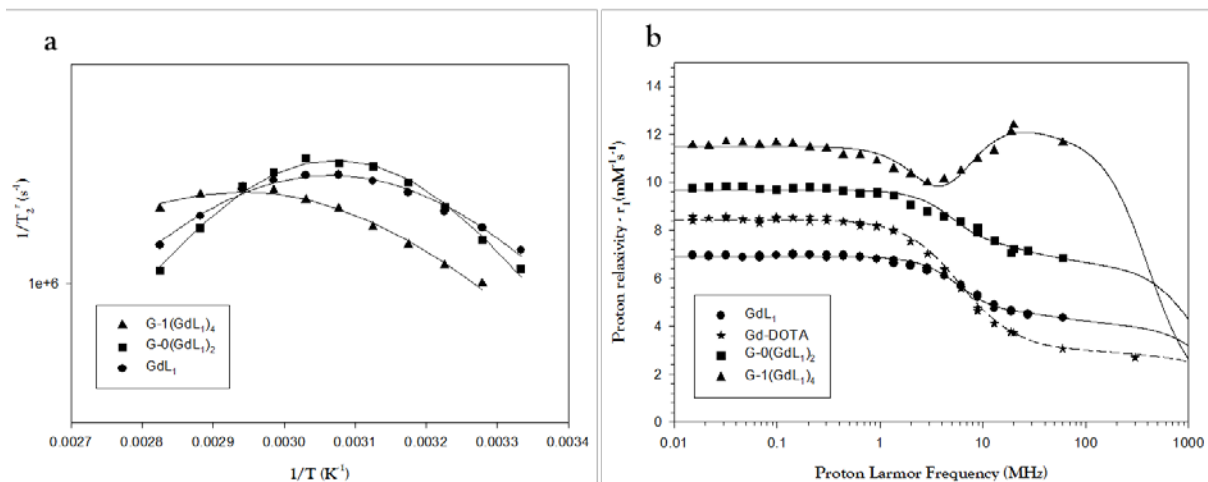 a
1/T₂ʳ (s⁻¹)
1e+6
G-1(GdL₁)₄
G-0(GdL₁)₂
GdL₁
0.0027 0.0028 0.0029 0.0030 0.0031 0.0032 0.0033 0.0034
1/T (K⁻¹)
b
Proton relaxivity - r₁(mM⁻¹s⁻¹)
14
12
10
8
6
4
2
0
GdL₁
Gd-DOTA
G-0(GdL₁)₂
G-1(GdL₁)₄
0.01 0.1 1 10 100 1000
Proton Larmor Frequency (MHz)